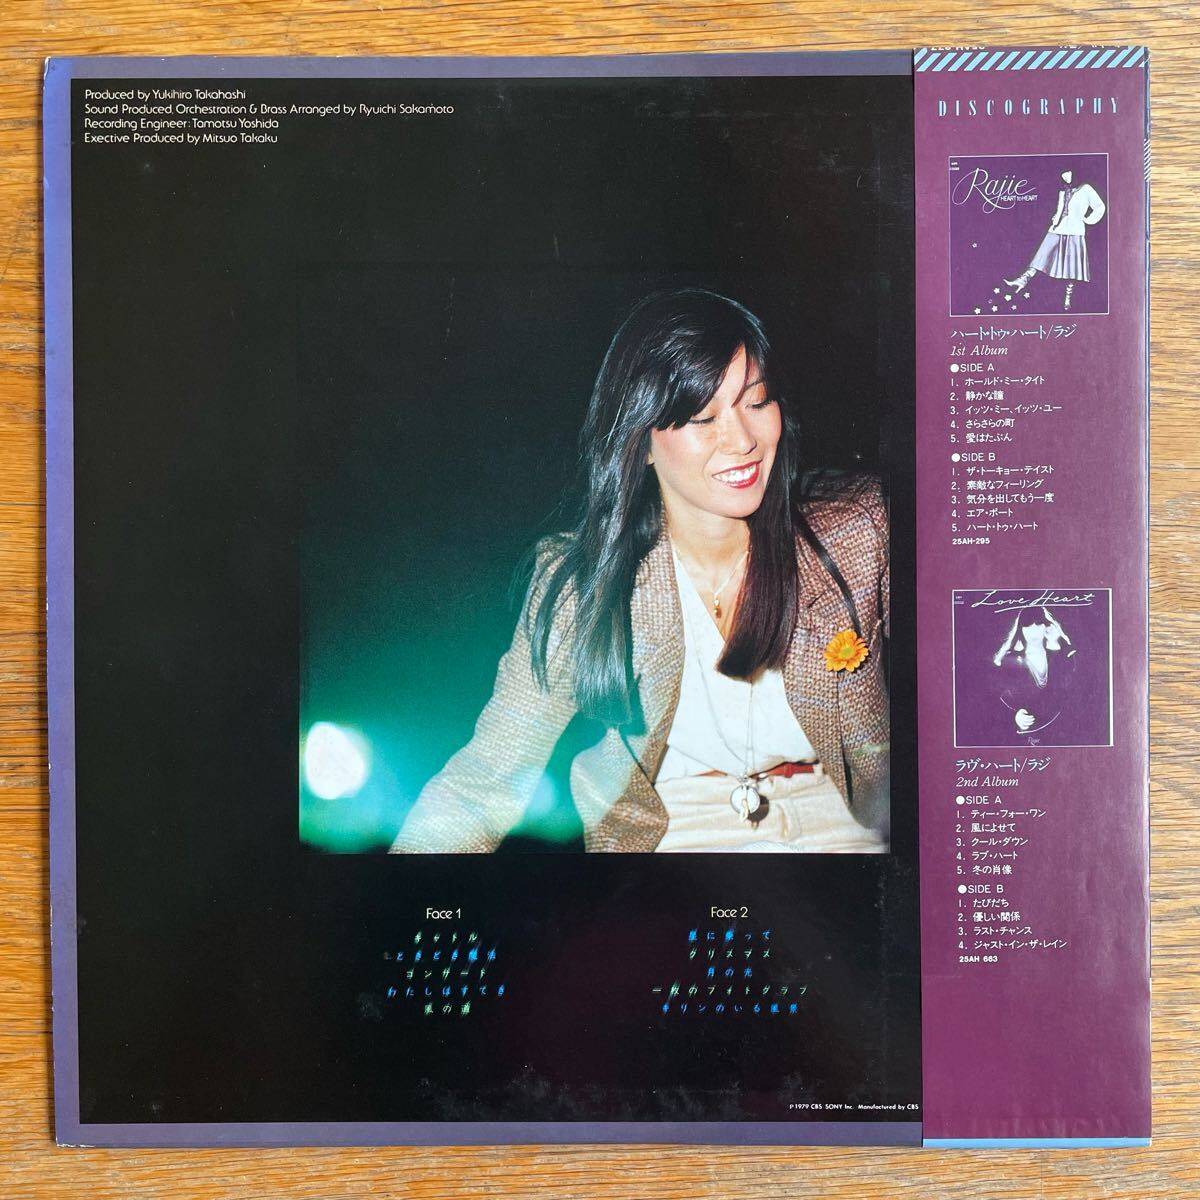 Produced by Yukihiro Takahashi
Sound Produced, Orchestration & Brass Arranged by Ryuichi Sakamoto
Recording Engineer: Tamotsu Yoshida
Exective Produced by Mitsuo Takaku
Face 1
キャトル
ときどき魔法
コンサート
わたしはすてき
風の道
Face 2
星に乗って
クリスマス
月の光
一枚のフォトグラフ
キリンのいる風景
℗1979 CBS SONY Inc. Manufactured by CBS
DISCOGRAPHY
Rajie
HEART to HEART
ハート・トゥ・ハート/ラジ
1st Album
●SIDE A
1. ホールド・ミー・タイト
2. 静かな瞳
3. イッツ・ミー、イッツ・ユー
4. さらさらの町
5. 愛はたぶん
●SIDE B
1. ザ・トーキョー・テイスト
2. 素敵なフィーリング
3. 気分を出してもう一度
4. エア・ポート
5. ハート・トゥ・ハート
25AH-295
Love Heart
Rajie
ラヴ・ハート/ラジ
2nd Album
●SIDE A
1. ティー・フォー・ワン
2. 風によせて
3. クール・ダウン
4. ラブ・ハート
5. 冬の肖像
●SIDE B
1. たびだち
2. 優しい関係
3. ラスト・チャンス
4. ジャスト・イン・ザ・レイン
25AH 663